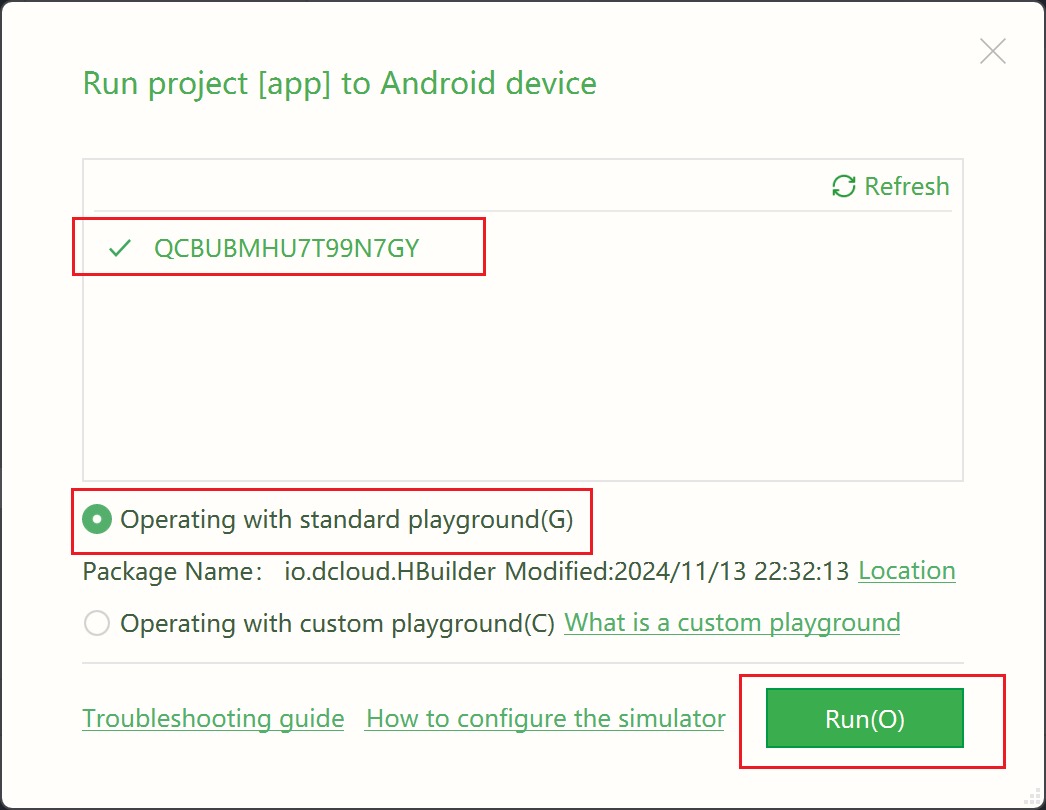 Run project [app] to Android device
Refresh
QCBUBMHU7T99N7GY
Operating with standard playground(G)
Package Name： io.dcloud.HBuilder Modified:2024/11/13 22:32:13 Location
Operating with custom playground(C) What is a custom playground
Troubleshooting guide How to configure the simulator Run(O)